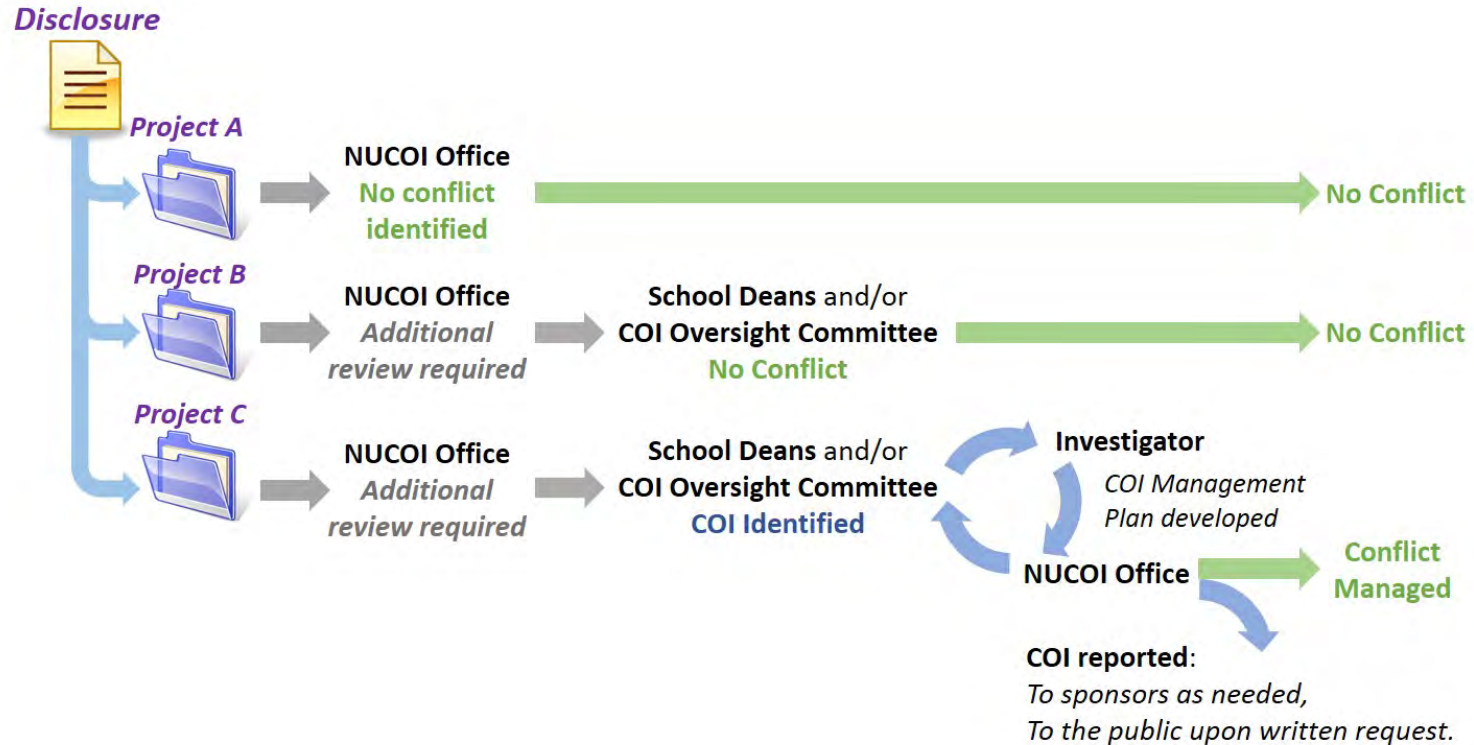 Disclosure
Project A
NUCOI Office
No conflict
identified
No Conflict
Project B
NUCOI Office
Additional
review required
School Deans and/or
COI Oversight Committee
No Conflict
No Conflict
Project C
NUCOI Office
Additional
review required
School Deans and/or
COI Oversight Committee
COI Identified
Investigator
COI Management
Plan developed
NUCOI Office
Conflict
Managed
COI reported:
To sponsors as needed,
To the public upon written request.